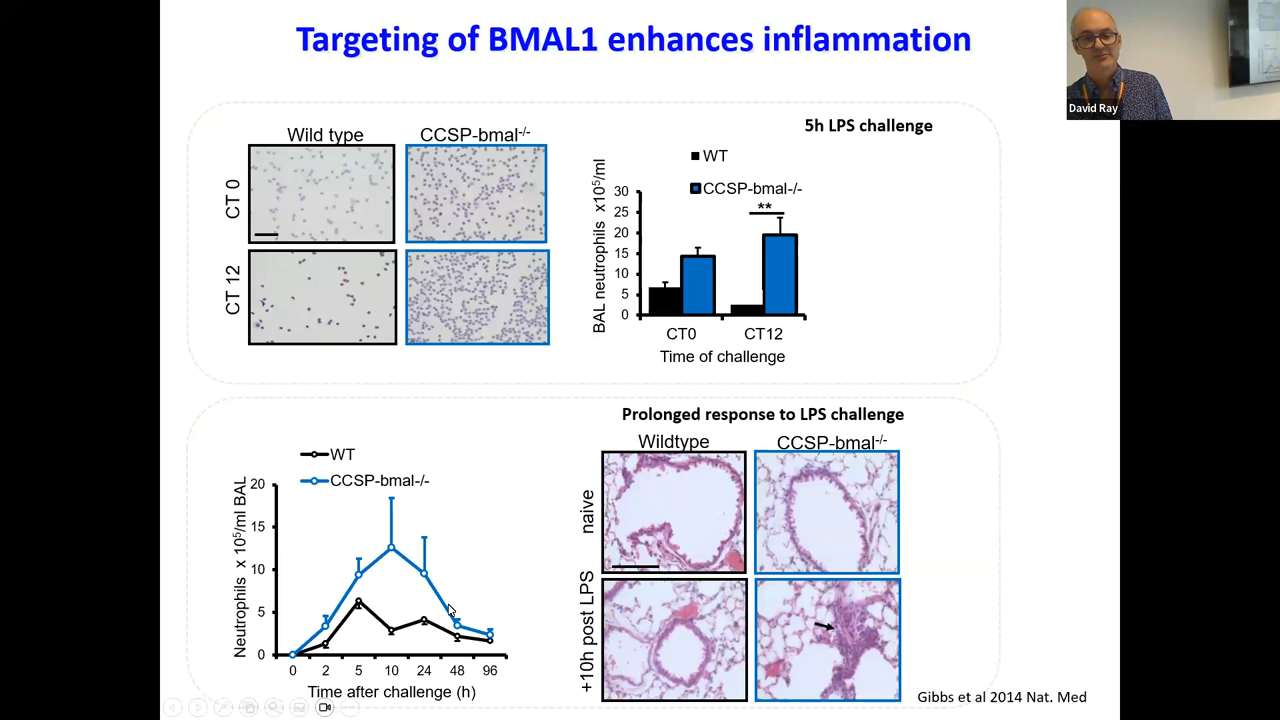 Targeting of BMAL1 enhances inflammation
David Ray
5h LPS challenge
Wild type
CCSP-bmal-/-
CT 0
CT 12
WT
CCSP-bmal-/-
**
BAL neutrophils x10⁵/ml
30
25
20
15
10
5
0
CT0 CT12
Time of challenge
Prolonged response to LPS challenge
WT
CCSP-bmal-/-
Neutrophils x 10⁵/ml BAL
20
15
10
5
0
0 2 5 10 24 48 96
Time after challenge (h)
Wildtype
CCSP-bmal-/-
naive
+10h post LPS
Gibbs et al 2014 Nat. Med